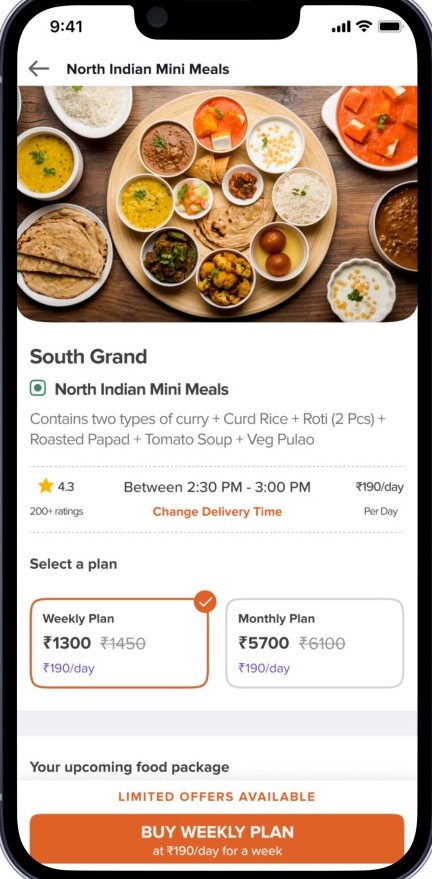 9:41
North Indian Mini Meals
South Grand
North Indian Mini Meals
Contains two types of curry + Curd Rice + Roti (2 Pcs) +
Roasted Papad + Tomato Soup + Veg Pulao
4.3
200+ ratings
Between 2:30 PM - 3:00 PM
Change Delivery Time
₹190/day
Per Day
Select a plan
Weekly Plan
₹1300 ₹1450
₹190/day
Monthly Plan
₹5700 ₹6100
₹190/day
Your upcoming food package
LIMITED OFFERS AVAILABLE
BUY WEEKLY PLAN
at ₹190/day for a week